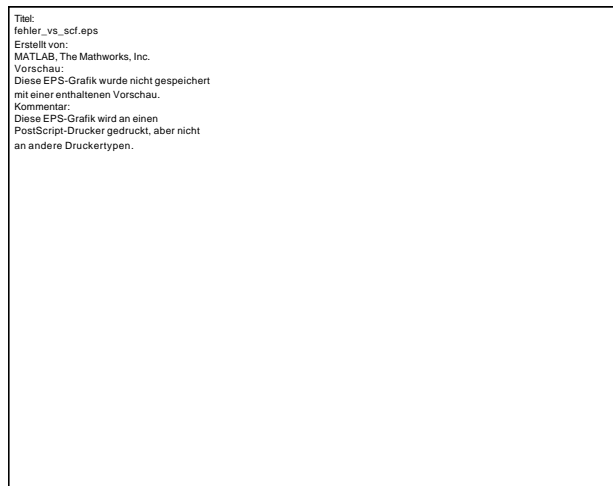 Titel:
fehler_vs_scf.eps
Erstellt von:
MATLAB, The Mathworks, Inc.
Vorschau:
Diese EPS-Grafik wurde nicht gespeichert
mit einer enthaltenen Vorschau.
Kommentar:
Diese EPS-Grafik wird an einen
PostScript-Drucker gedruckt, aber nicht
an andere Druckertypen.